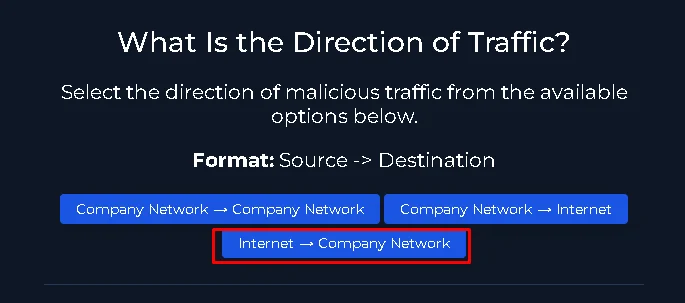 What Is the Direction of Traffic?
Select the direction of malicious traffic from the available
options below.
Format: Source -> Destination
Company Network → Company Network
Company Network → Internet
Internet → Company Network